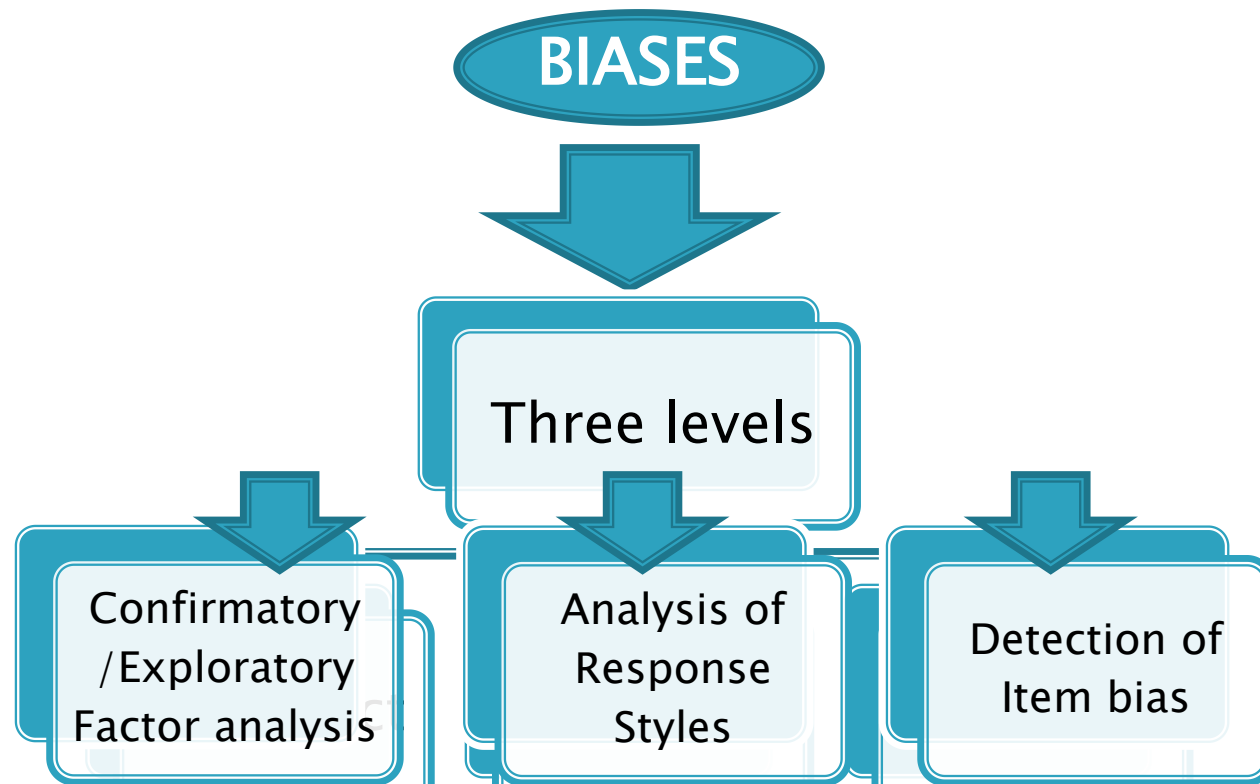 BIASES
Three levels
Confirmatory
/Exploratory
Factor analysis
Analysis of
Response
Styles
Detection of
Item bias